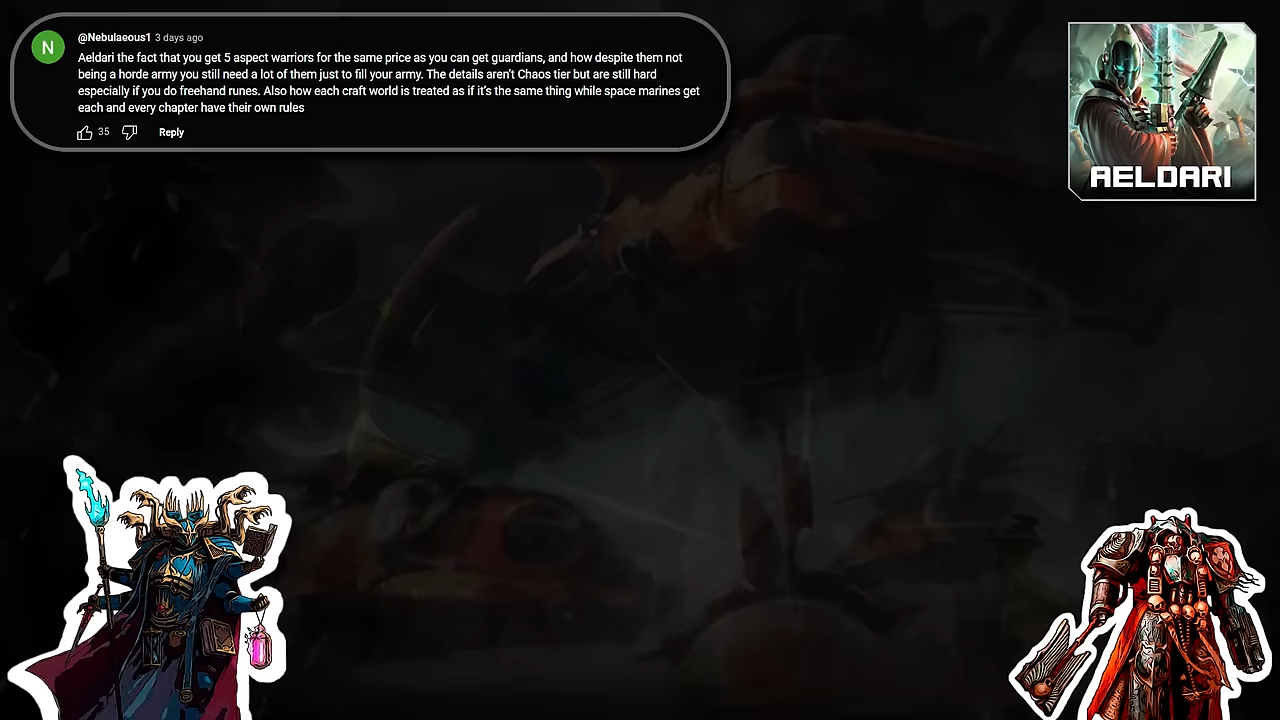 N
@Nebulaeous1 3 days ago
Aeldari the fact that you get 5 aspect warriors for the same price as you can get guardians, and how despite them not
being a horde army you still need a lot of them just to fill your army. The details aren't Chaos tier but are still hard
especially if you do freehand runes. Also how each craft world is treated as if it's the same thing while space marines get
each and every chapter have their own rules
35 Reply
AELDARI